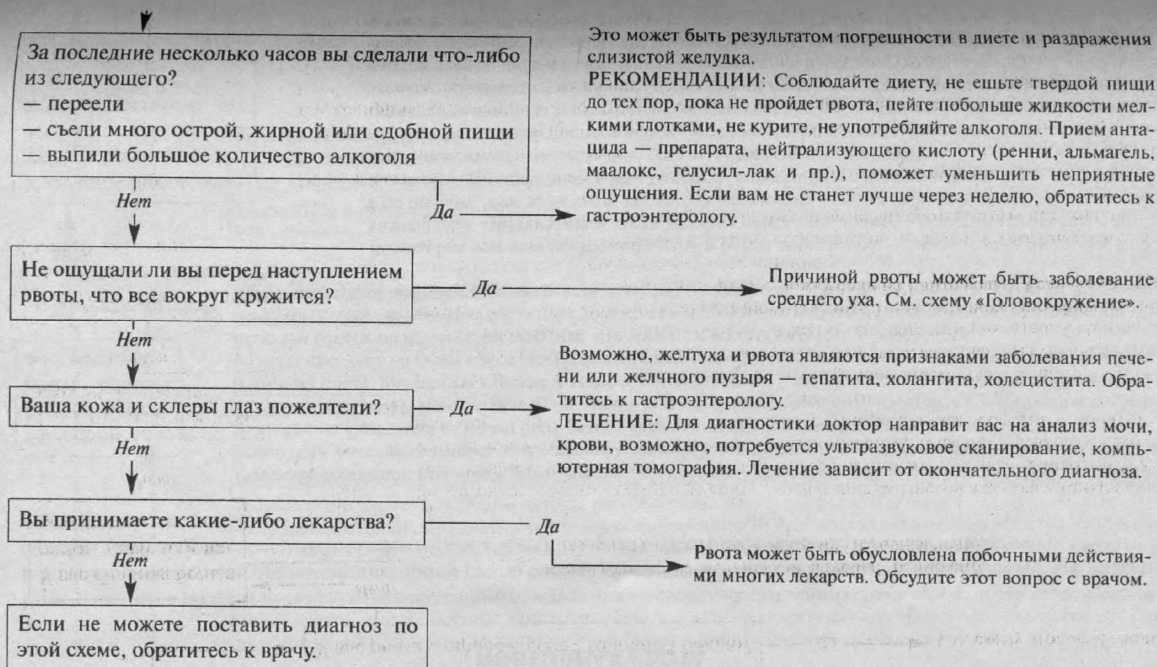 За последние несколько часов вы сделали что-либо
из следующего?
— переели
— съели много острой, жирной или сдобной пищи
— выпили большое количество алкоголя
Нет
Да
Это может быть результатом погрешности в диете и раздражения
слизистой желудка.
РЕКОМЕНДАЦИИ: Соблюдайте диету, не ешьте твердой пищи
до тех пор, пока не пройдет рвота, пейте побольше жидкости мел-
кими глотками, не курите, не употребляйте алкоголя. Прием анта-
цида — препарата, нейтрализующего кислоту (ренни, альмагель,
маалокс, гелусил-лак и пр.), поможет уменьшить неприятные
ощущения. Если вам не станет лучше через неделю, обратитесь к
гастроэнтерологу.
Не ощущали ли вы перед наступлением
рвоты, что все вокруг кружится?
Да
Причиной рвоты может быть заболевание
среднего уха. См. схему «Головокружение».
Нет
Ваша кожа и склеры глаз пожелтели?
Да
Возможно, желтуха и рвота являются признаками заболевания пече-
ни или желчного пузыря — гепатита, холангита, холецистита. Обра-
титесь к гастроэнтерологу.
ЛЕЧЕНИЕ: Для диагностики доктор направит вас на анализ мочи,
крови, возможно, потребуется ультразвуковое сканирование, компь-
ютерная томография. Лечение зависит от окончательного диагноза.
Нет
Вы принимаете какие-либо лекарства?
Да
Рвота может быть обусловлена побочными действия-
ми многих лекарств. Обсудите этот вопрос с врачом.
Нет
Если не можете поставить диагноз по
этой схеме, обратитесь к врачу.